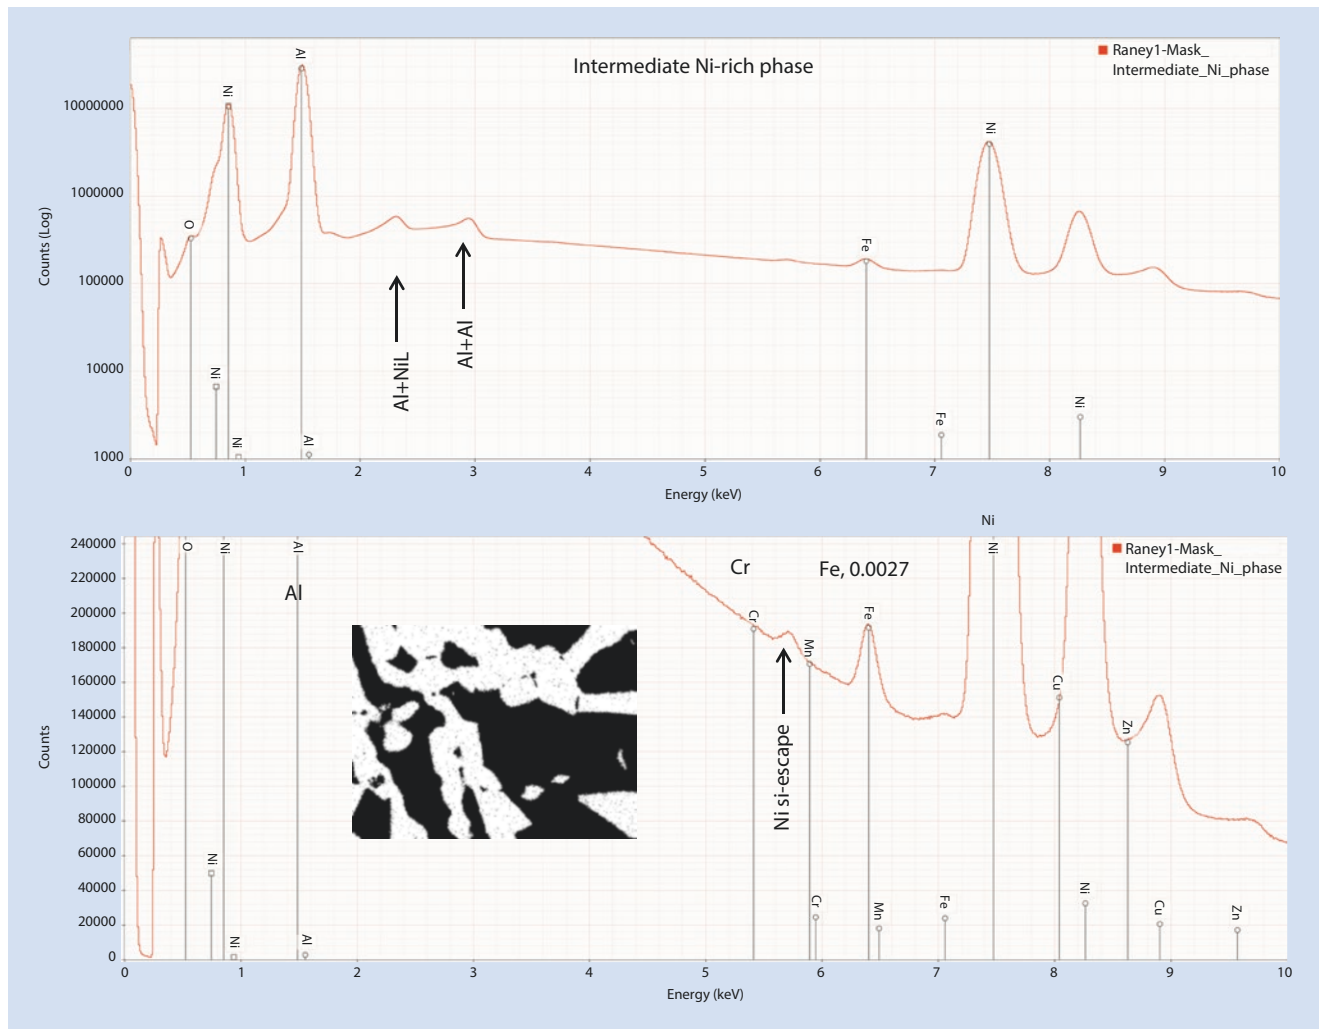 Intermediate Ni-rich phase
Raney1-Mask_
Intermediate_Ni_phase
Counts (Log)
10000000
1000000
100000
10000
1000
O
Ni
Ni
Ni
Al
Al
Al+NiL
Al+Al
Fe
Fe
Ni
Ni
0 1 2 3 4 5 6 7 8 9 10
Energy (keV)
Ni
Raney1-Mask_
Intermediate_Ni_phase
Counts
240000
220000
200000
180000
160000
140000
120000
100000
80000
60000
40000
20000
0
O
Ni
Ni
Ni
Al
Al
Al
Cr
Fe, 0.0027
Cr
Ni si-escape
Mn
Cr
Fe
Mn
Fe
Ni
Cu
Ni
Zn
Cu
Zn
0 1 2 3 4 5 6 7 8 9 10
Energy (keV)